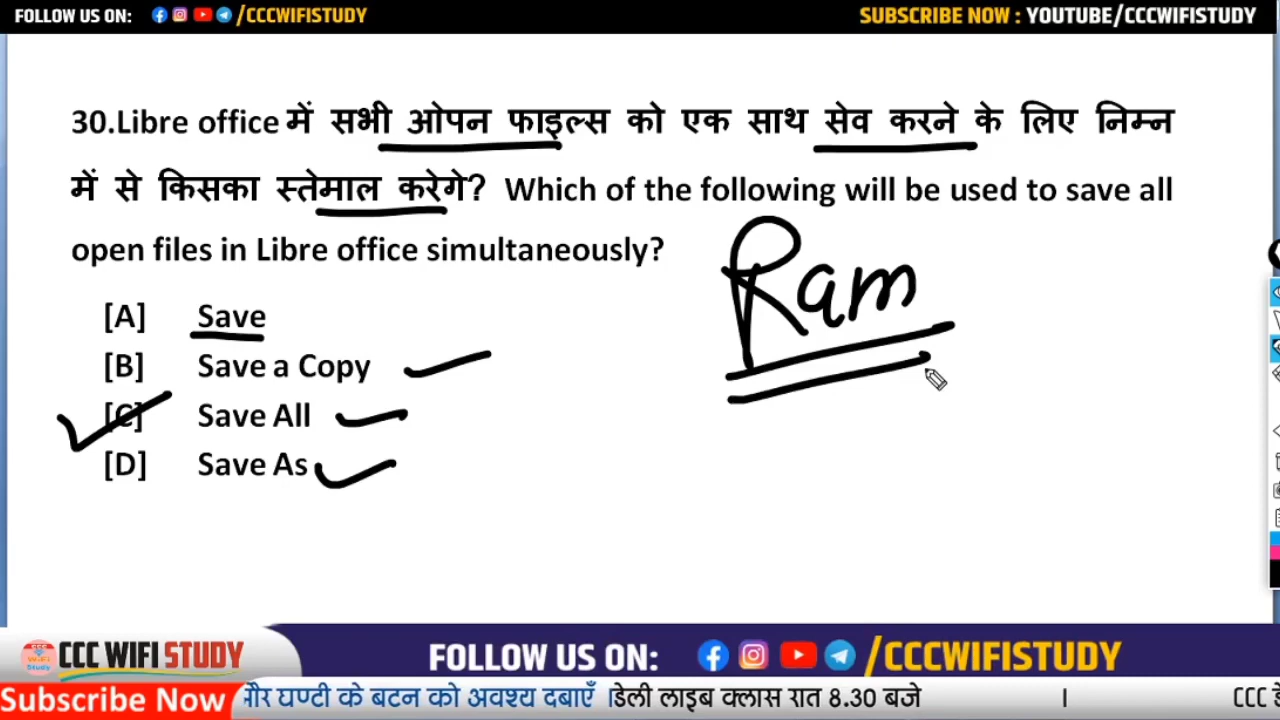 FOLLOW US ON: /CCCWIFISTUDY SUBSCRIBE NOW : YOUTUBE/CCCWIFISTUDY
30.Libre office में सभी ओपन फाइल्स को एक साथ सेव करने के लिए निम्न
में से किसका स्तेमाल करेगे? Which of the following will be used to save all
open files in Libre office simultaneously?
Ram
[A] Save
[B] Save a Copy
[C] Save All
[D] Save As
CCC WIFI STUDY FOLLOW US ON: /CCCWIFISTUDY
Subscribe Now और घण्टी के बटन को अवश्य दबाएँ ।डेली लाइब क्लास रात 8.30 बजे । CCC